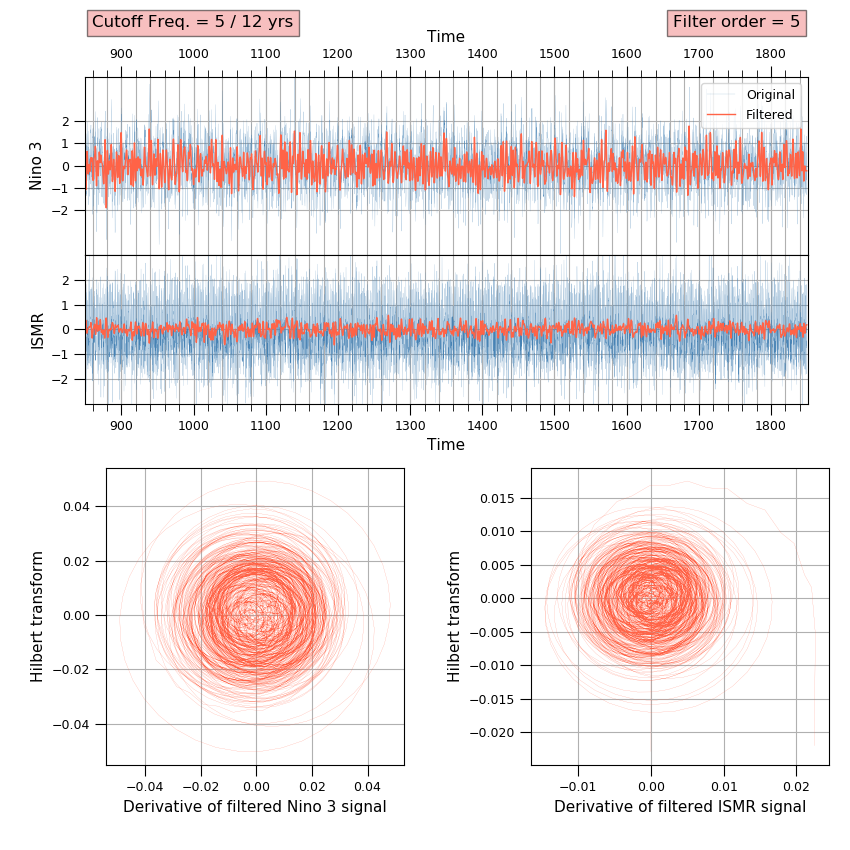 Cutoff Freq. = 5 / 12 yrs
Filter order = 5
Time
900 1000 1100 1200 1300 1400 1500 1600 1700 1800
Original
Filtered
Nino 3
2
1
0
−1
−2
ISMR
2
1
0
−1
−2
900 1000 1100 1200 1300 1400 1500 1600 1700 1800
Time
Hilbert transform
0.04
0.02
0.00
−0.02
−0.04
−0.04 −0.02 0.00 0.02 0.04
Derivative of filtered Nino 3 signal
Hilbert transform
0.015
0.010
0.005
0.000
−0.005
−0.010
−0.015
−0.020
−0.01 0.00 0.01 0.02
Derivative of filtered ISMR signal